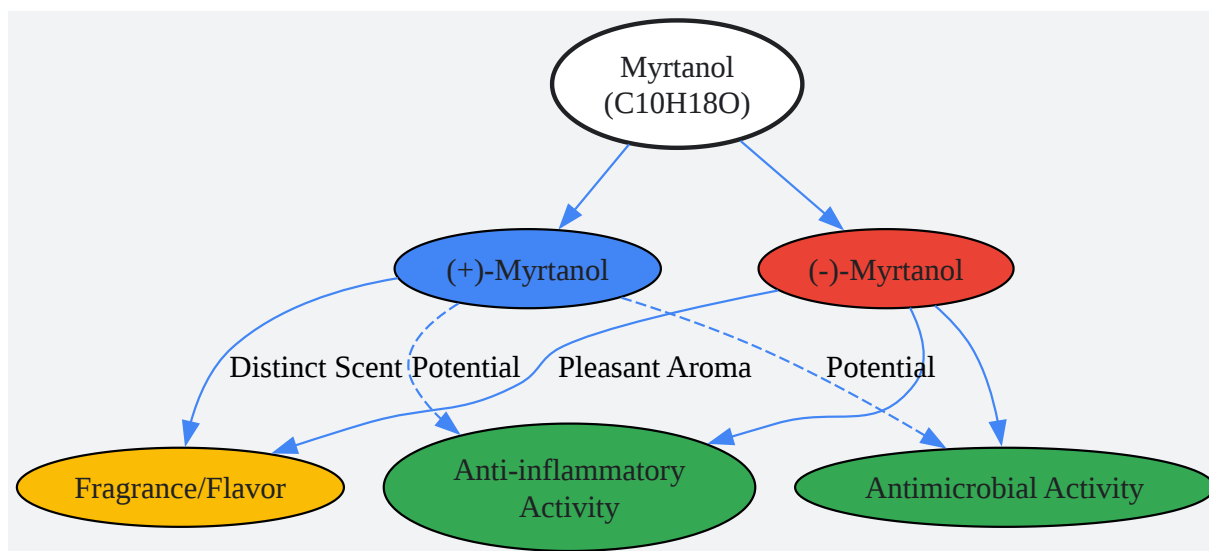 Myrtanol
(C10H18O)
(+)-Myrtanol
(-)-Myrtanol
Distinct Scent
Potential
Pleasant Aroma
Potential
Fragrance/Flavor
Anti-inflammatory
Activity
Antimicrobial Activity